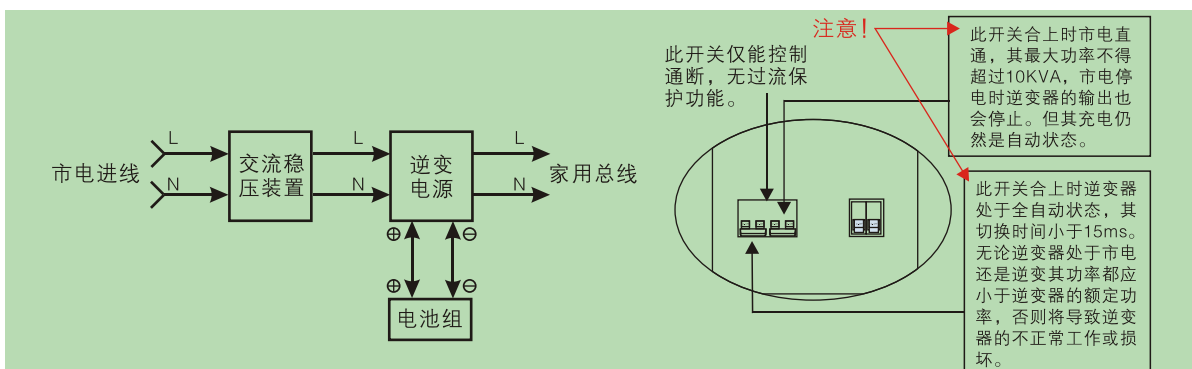 市电进线
L
N
交流稳
压装置
L
N
逆变
电源
L
N
家用总线
⊕
⊖
⊕
⊖
电池组
此开关仅能控制
通断，无过流保
护功能。
注意！
此开关合上时市电直
通，其最大功率不得
超过10KVA，市电停
电时逆变器的输出也
会停止。但其充电仍
然是自动状态。
此开关合上时逆变器
处于全自动状态，其
切换时间小于15ms。
无论逆变器处于市电
还是逆变其功率都应
小于逆变器的额定功
率，否则将导致逆变
器的不正常工作或损
坏。